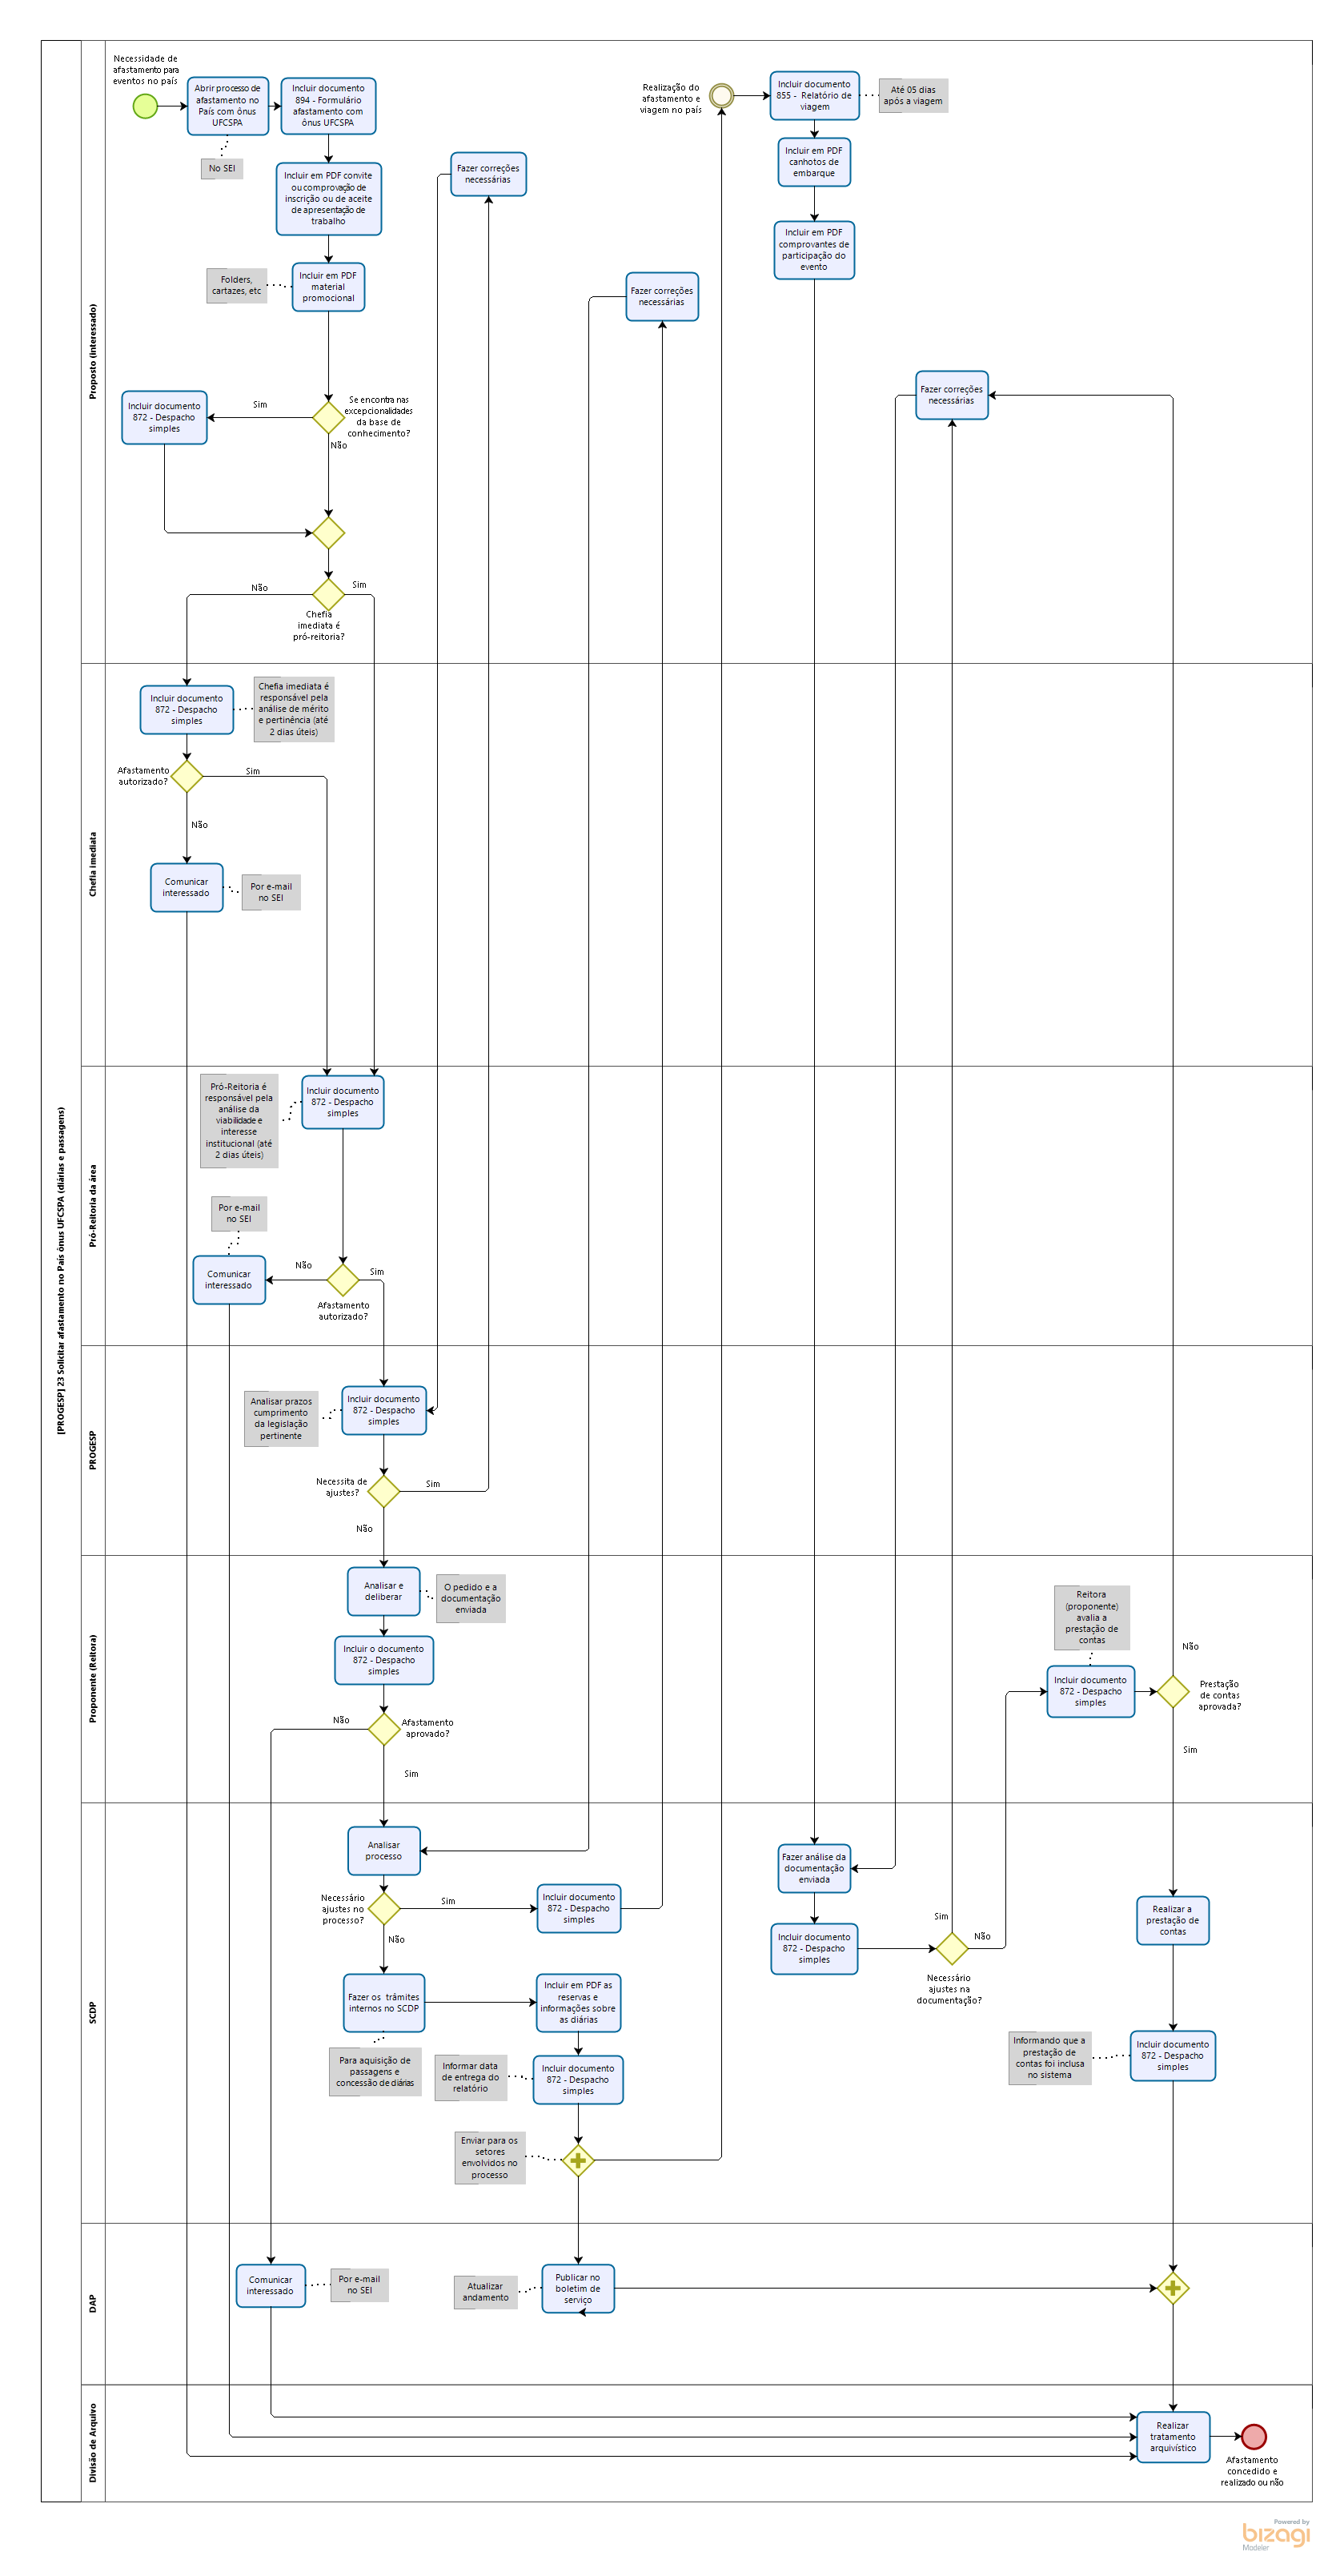 [PROGESP] 23 Solicitar afastamento no País ônus UFCSPA (diárias e passagens)
Proposto (Interessado)
Necessidade de
afastamento para
eventos no país
Abrir processo de
afastamento no
País com ônus
UFCSPA
No SEI
Incluir documento
894 - Formulário
afastamento com
ônus UFCSPA
Incluir em PDF convite
ou comprovação de
inscrição ou de aceite
de apresentação de
trabalho
Folders,
cartazes, etc
Incluir em PDF
material
promocional
Se encontra nas
excepcionalidades
da base de
conhecimento?
Sim
Não
Incluir documento
872 - Despacho
simples
Não
Sim
Chefia
imediata é
pró-reitoria?
Fazer correções
necessárias
Fazer correções
necessárias
Realização do
afastamento e
viagem no país
Incluir documento
855 - Relatório de
viagem
Até 05 dias
após a viagem
Incluir em PDF
canhotos de
embarque
Incluir em PDF
comprovantes de
participação do
evento
Fazer correções
necessárias
Chefia imediata
Incluir documento
872 - Despacho
simples
Chefia imediata é
responsável pela
análise de mérito
e pertinência (até
2 dias úteis)
Afastamento
autorizado?
Sim
Não
Comunicar
interessado
Por e-mail
no SEI
Pró-Reitoria da área
Pró-Reitoria é
responsável pela
análise da
viabilidade e
interesse
institucional (até
2 dias úteis)
Incluir documento
872 - Despacho
simples
Por e-mail
no SEI
Comunicar
interessado
Não
Sim
Afastamento
autorizado?
PROGESP
Analisar prazos
cumprimento
da legislação
pertinente
Incluir documento
872 - Despacho
simples
Necessita de
ajustes?
Sim
Não
Proponente (Reitora)
Analisar e
deliberar
O pedido e a
documentação
enviada
Incluir o documento
872 - Despacho
simples
Não
Afastamento
aprovado?
Sim
Reitora
(proponente)
avalia a
prestação de
contas
Incluir documento
872 - Despacho
simples
Não
Prestação
de contas
aprovada?
Sim
SCDP
Analisar
processo
Necessário
ajustes no
processo?
Sim
Não
Incluir documento
872 - Despacho
simples
Fazer os trâmites
internos no SCDP
Para aquisição de
passagens e
concessão de diárias
Incluir em PDF as
reservas e
informações sobre
as diárias
Informar data
de entrega do
relatório
Incluir documento
872 - Despacho
simples
Enviar para os
setores
envolvidos no
processo
Fazer análise da
documentação
enviada
Incluir documento
872 - Despacho
simples
Sim
Não
Necessário
ajustes na
documentação?
Realizar a
prestação de
contas
Informando que a
prestação de
contas foi inclusa
no sistema
Incluir documento
872 - Despacho
simples
DAP
Comunicar
interessado
Por e-mail
no SEI
Atualizar
andamento
Publicar no
boletim de
serviço
Divisão de Arquivo
Realizar
tratamento
arquivístico
Afastamento
concedido e
realizado ou não
Powered by
bizagi
Modeler